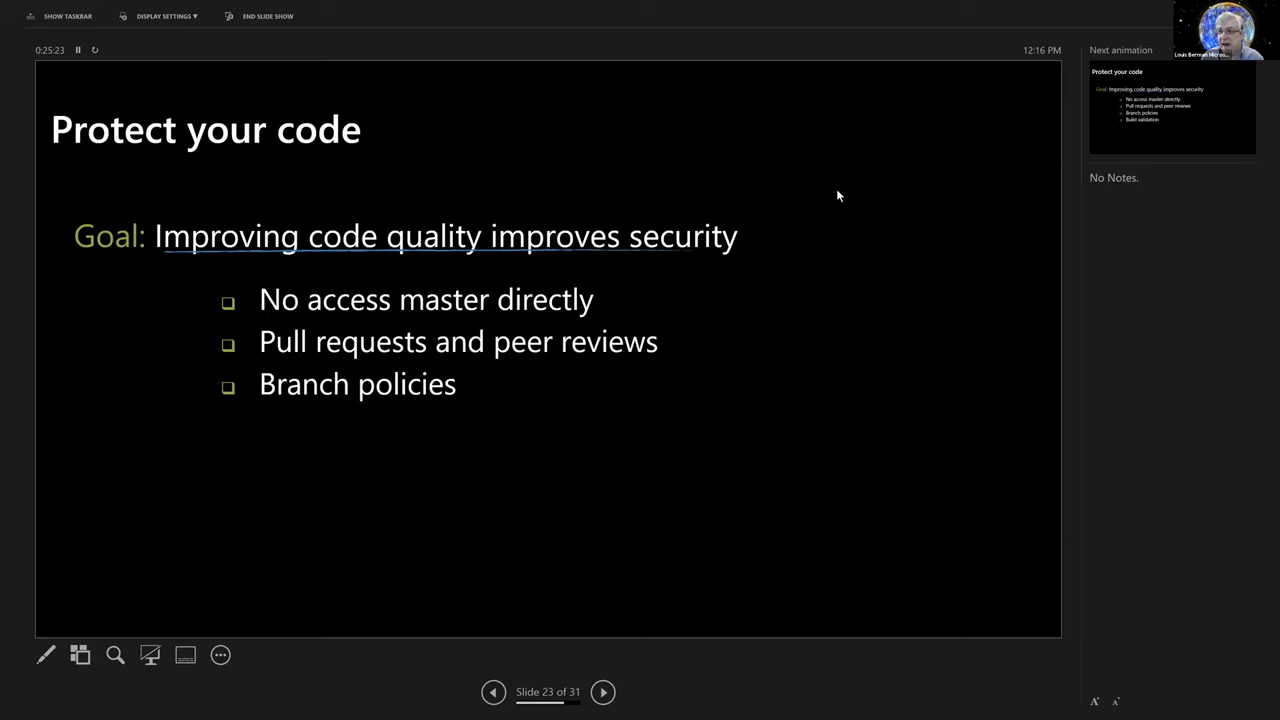 SHOW TASKBAR
DISPLAY SETTINGS ▼
END SLIDE SHOW
0:25:23
12:16 PM
Protect your code
Goal: Improving code quality improves security
No access master directly
Pull requests and peer reviews
Branch policies
Slide 23 of 31
Louis Berman Micros...
Next animation
Protect your code
Goal: Improving code quality improves security
No access master directly
Pull requests and peer reviews
Branch policies
Build validation
No Notes.
A A